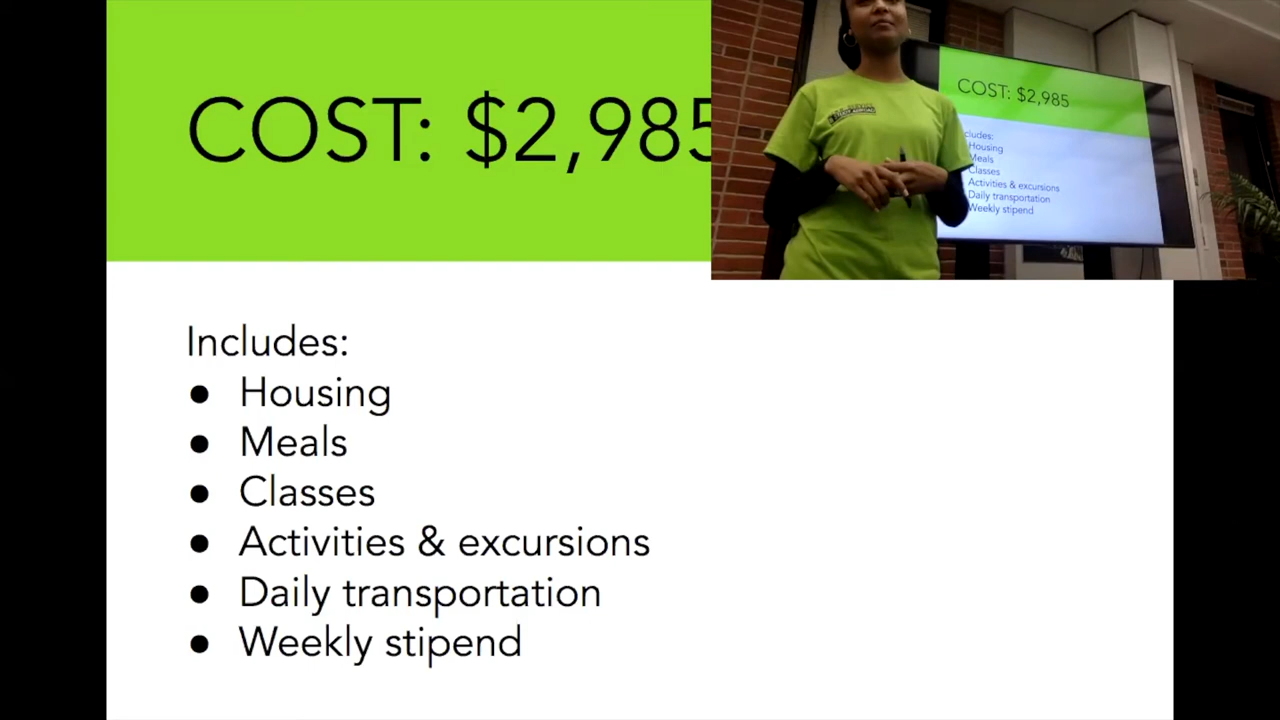 COST: $2,985
Includes:
● Housing
● Meals
● Classes
● Activities & excursions
● Daily transportation
● Weekly stipend
COST: $2,985
cludes:
Housing
Meals
Classes
Activities & excursions
Daily transportation
Weekly stipend